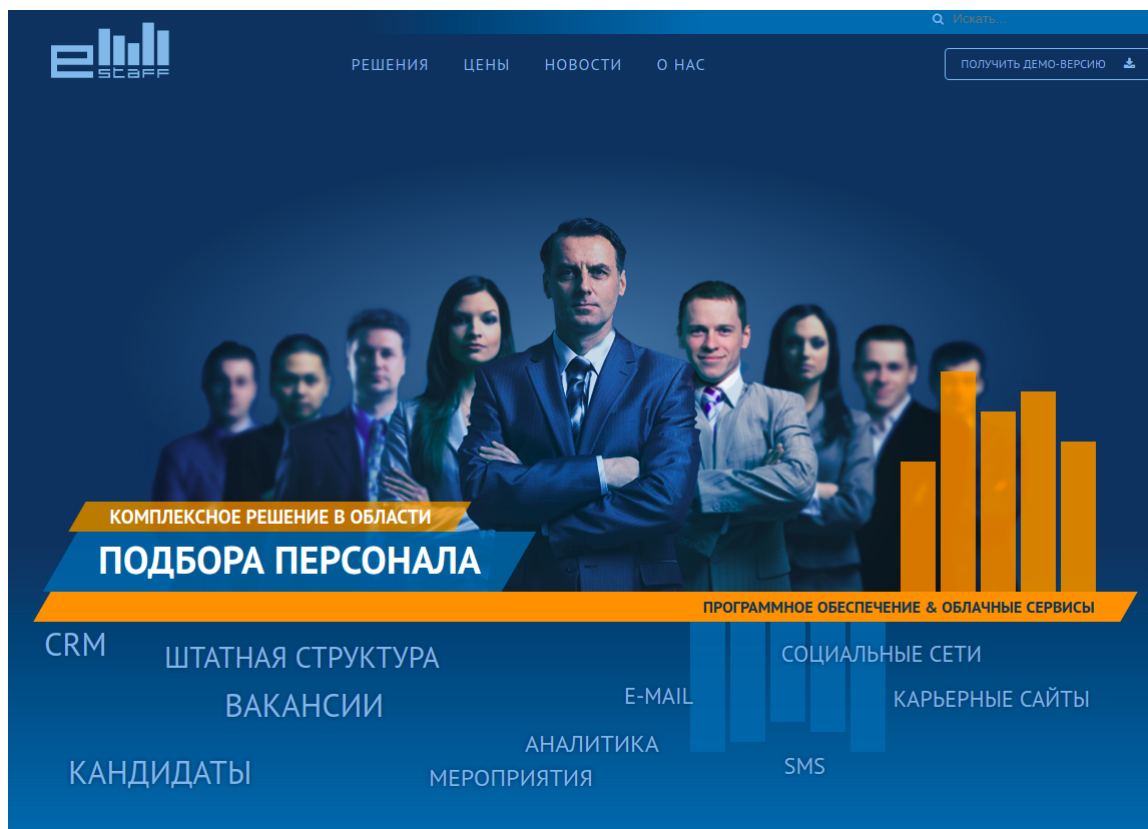 Искать...
e staff
РЕШЕНИЯ ЦЕНЫ НОВОСТИ О НАС
ПОЛУЧИТЬ ДЕМО-ВЕРСИЮ
КОМПЛЕКСНОЕ РЕШЕНИЕ В ОБЛАСТИ
ПОДБОРА ПЕРСОНАЛА
ПРОГРАММНОЕ ОБЕСПЕЧЕНИЕ & ОБЛАЧНЫЕ СЕРВИСЫ
CRM
ШТАТНАЯ СТРУКТУРА
СОЦИАЛЬНЫЕ СЕТИ
ВАКАНСИИ
E-MAIL
КАРЬЕРНЫЕ САЙТЫ
АНАЛИТИКА
КАНДИДАТЫ
МЕРОПРИЯТИЯ
SMS